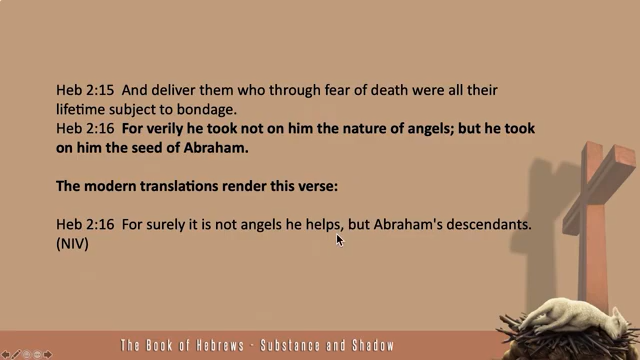 Heb 2:15  And deliver them who through fear of death were all their
lifetime subject to bondage.
Heb 2:16  For verily he took not on him the nature of angels; but he took
on him the seed of Abraham.
The modern translations render this verse:
Heb 2:16  For surely it is not angels he helps, but Abraham's descendants.
(NIV)
The Book of Hebrews - Substance and Shadow